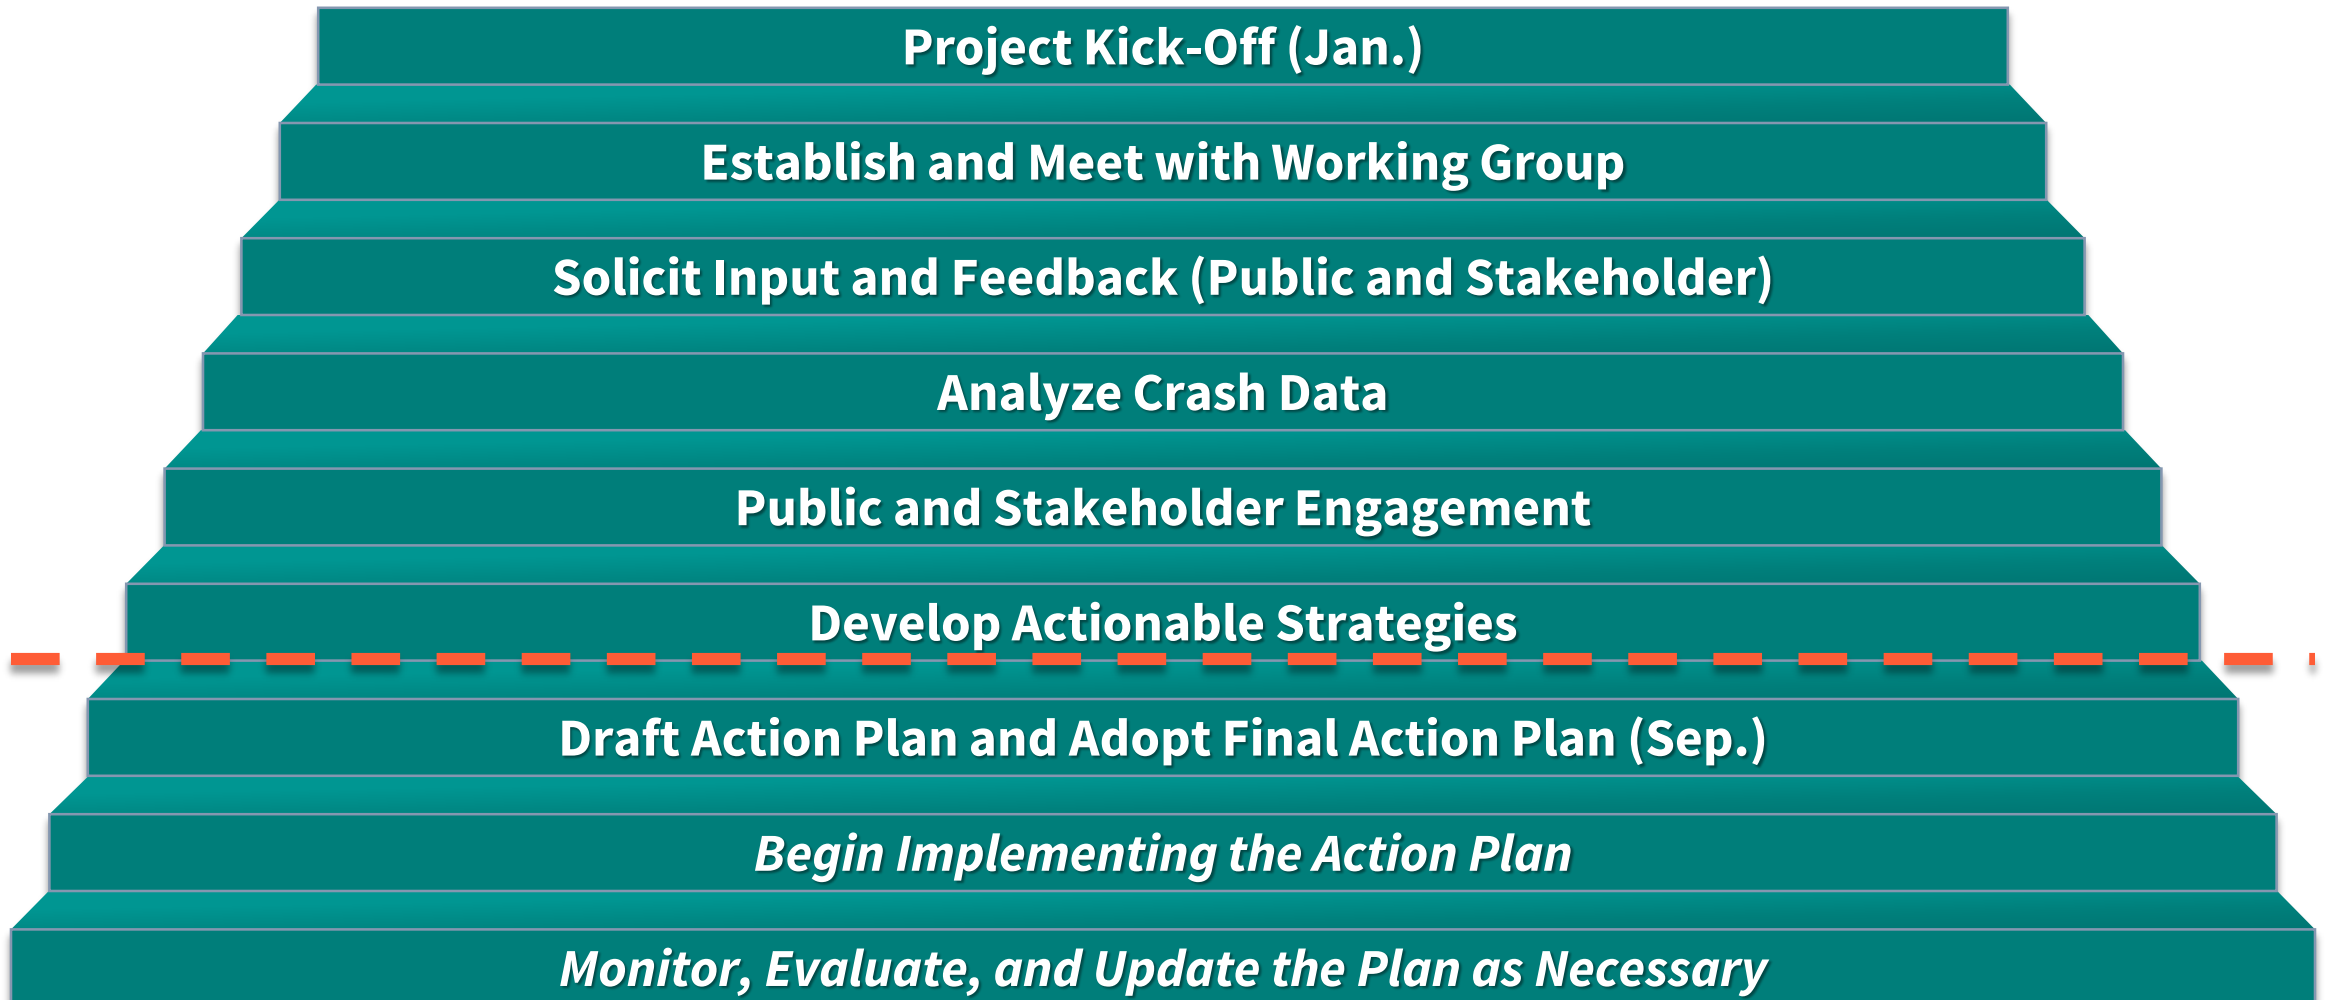 Project Kick-Off (Jan.)
Establish and Meet with Working Group
Solicit Input and Feedback (Public and Stakeholder)
Analyze Crash Data
Public and Stakeholder Engagement
Develop Actionable Strategies
Draft Action Plan and Adopt Final Action Plan (Sep.)
Begin Implementing the Action Plan
Monitor, Evaluate, and Update the Plan as Necessary